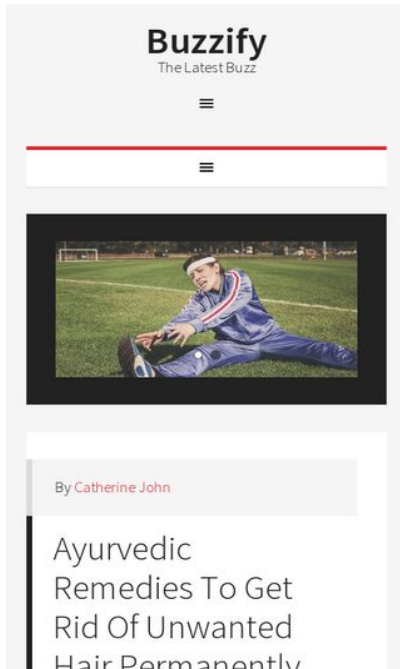 Buzzify
The Latest Buzz
By Catherine John
Ayurvedic
Remedies To Get
Rid Of Unwanted
Hair Permanently